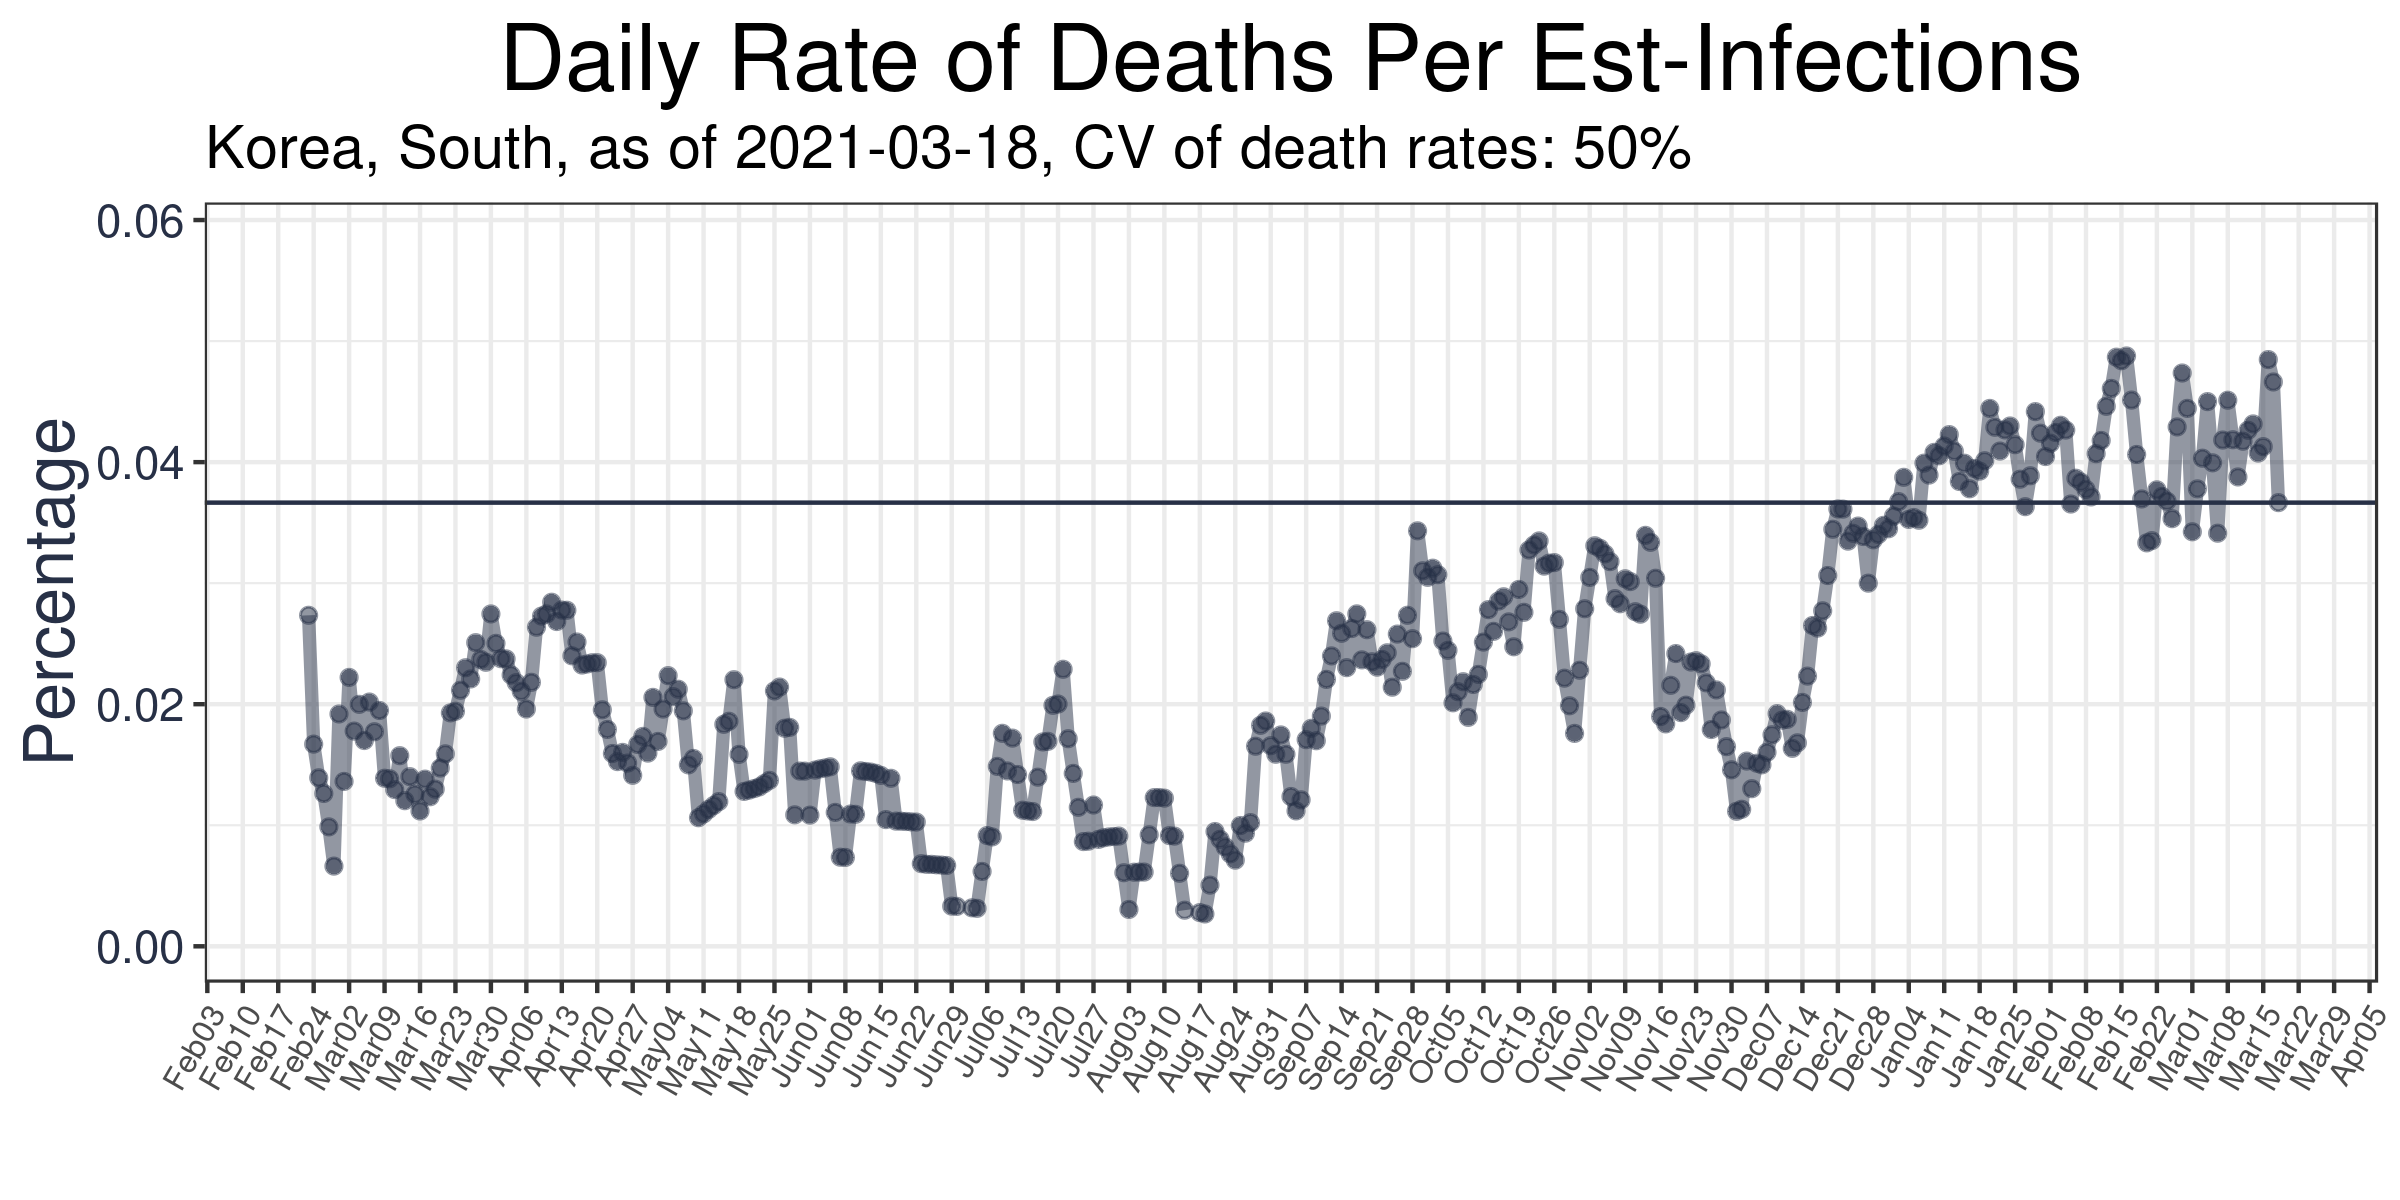 Daily Rate of Deaths Per Est-Infections
Korea, South, as of 2021-03-18, CV of death rates: 50%
Percentage
0.06
0.04
0.02
0.00
Feb03
Feb10
Feb17
Feb24
Mar02
Mar09
Mar16
Mar23
Mar30
Apr06
Apr13
Apr20
Apr27
May04
May11
May18
May25
Jun01
Jun08
Jun15
Jun22
Jun29
Jul06
Jul13
Jul20
Jul27
Aug03
Aug10
Aug17
Aug24
Aug31
Sep07
Sep14
Sep21
Sep28
Oct05
Oct12
Oct19
Oct26
Nov02
Nov09
Nov16
Nov23
Nov30
Dec07
Dec14
Dec21
Dec28
Jan04
Jan11
Jan18
Jan25
Feb01
Feb08
Feb15
Feb22
Mar01
Mar08
Mar15
Mar22
Mar29
Apr05